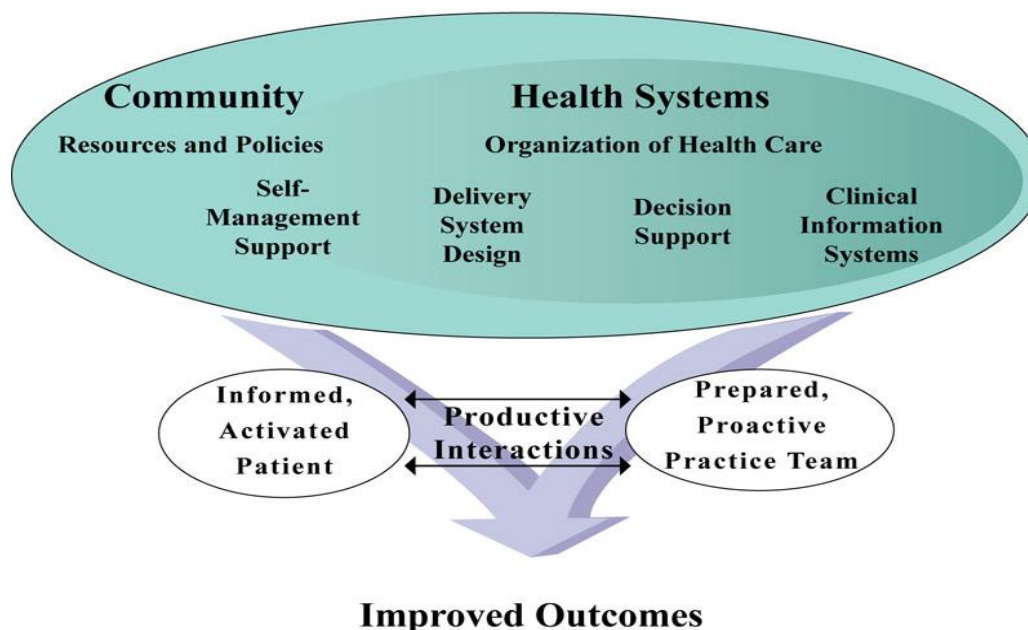 Community
Health Systems
Resources and Policies
Organization of Health Care
Self-
Management
Support
Delivery
System
Design
Decision
Support
Clinical
Information
Systems
Informed,
Activated
Patient
Productive
Interactions
Prepared,
Proactive
Practice Team
Improved Outcomes